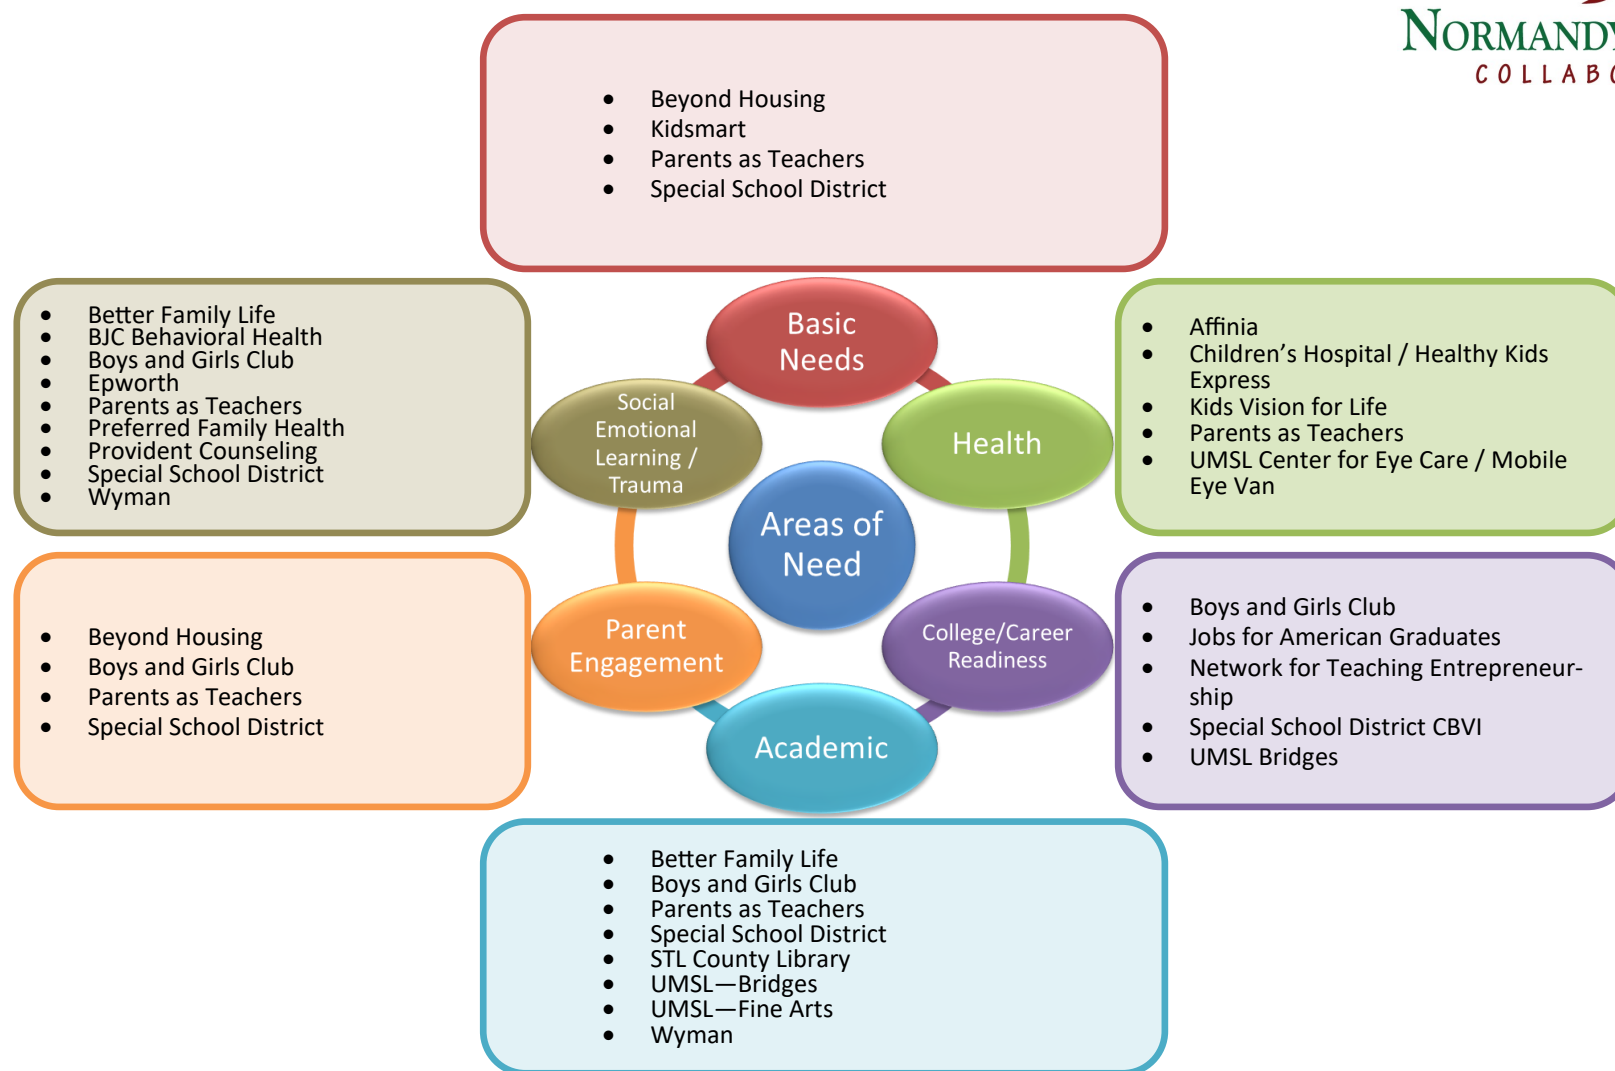 NORMANDY
COLLABO
• Beyond Housing
• Kidsmart
• Parents as Teachers
• Special School District
• Better Family Life
• BJC Behavioral Health
• Boys and Girls Club
• Epworth
• Parents as Teachers
• Preferred Family Health
• Provident Counseling
• Special School District
• Wyman
Basic
Needs
Social
Emotional
Learning /
Trauma
Health
Areas of
Need
• Affinia
• Children’s Hospital / Healthy Kids
Express
• Kids Vision for Life
• Parents as Teachers
• UMSL Center for Eye Care / Mobile
Eye Van
• Beyond Housing
• Boys and Girls Club
• Parents as Teachers
• Special School District
Parent
Engagement
College/Career
Readiness
Academic
• Boys and Girls Club
• Jobs for American Graduates
• Network for Teaching Entrepreneur-
ship
• Special School District CBVI
• UMSL Bridges
• Better Family Life
• Boys and Girls Club
• Parents as Teachers
• Special School District
• STL County Library
• UMSL—Bridges
• UMSL—Fine Arts
• Wyman